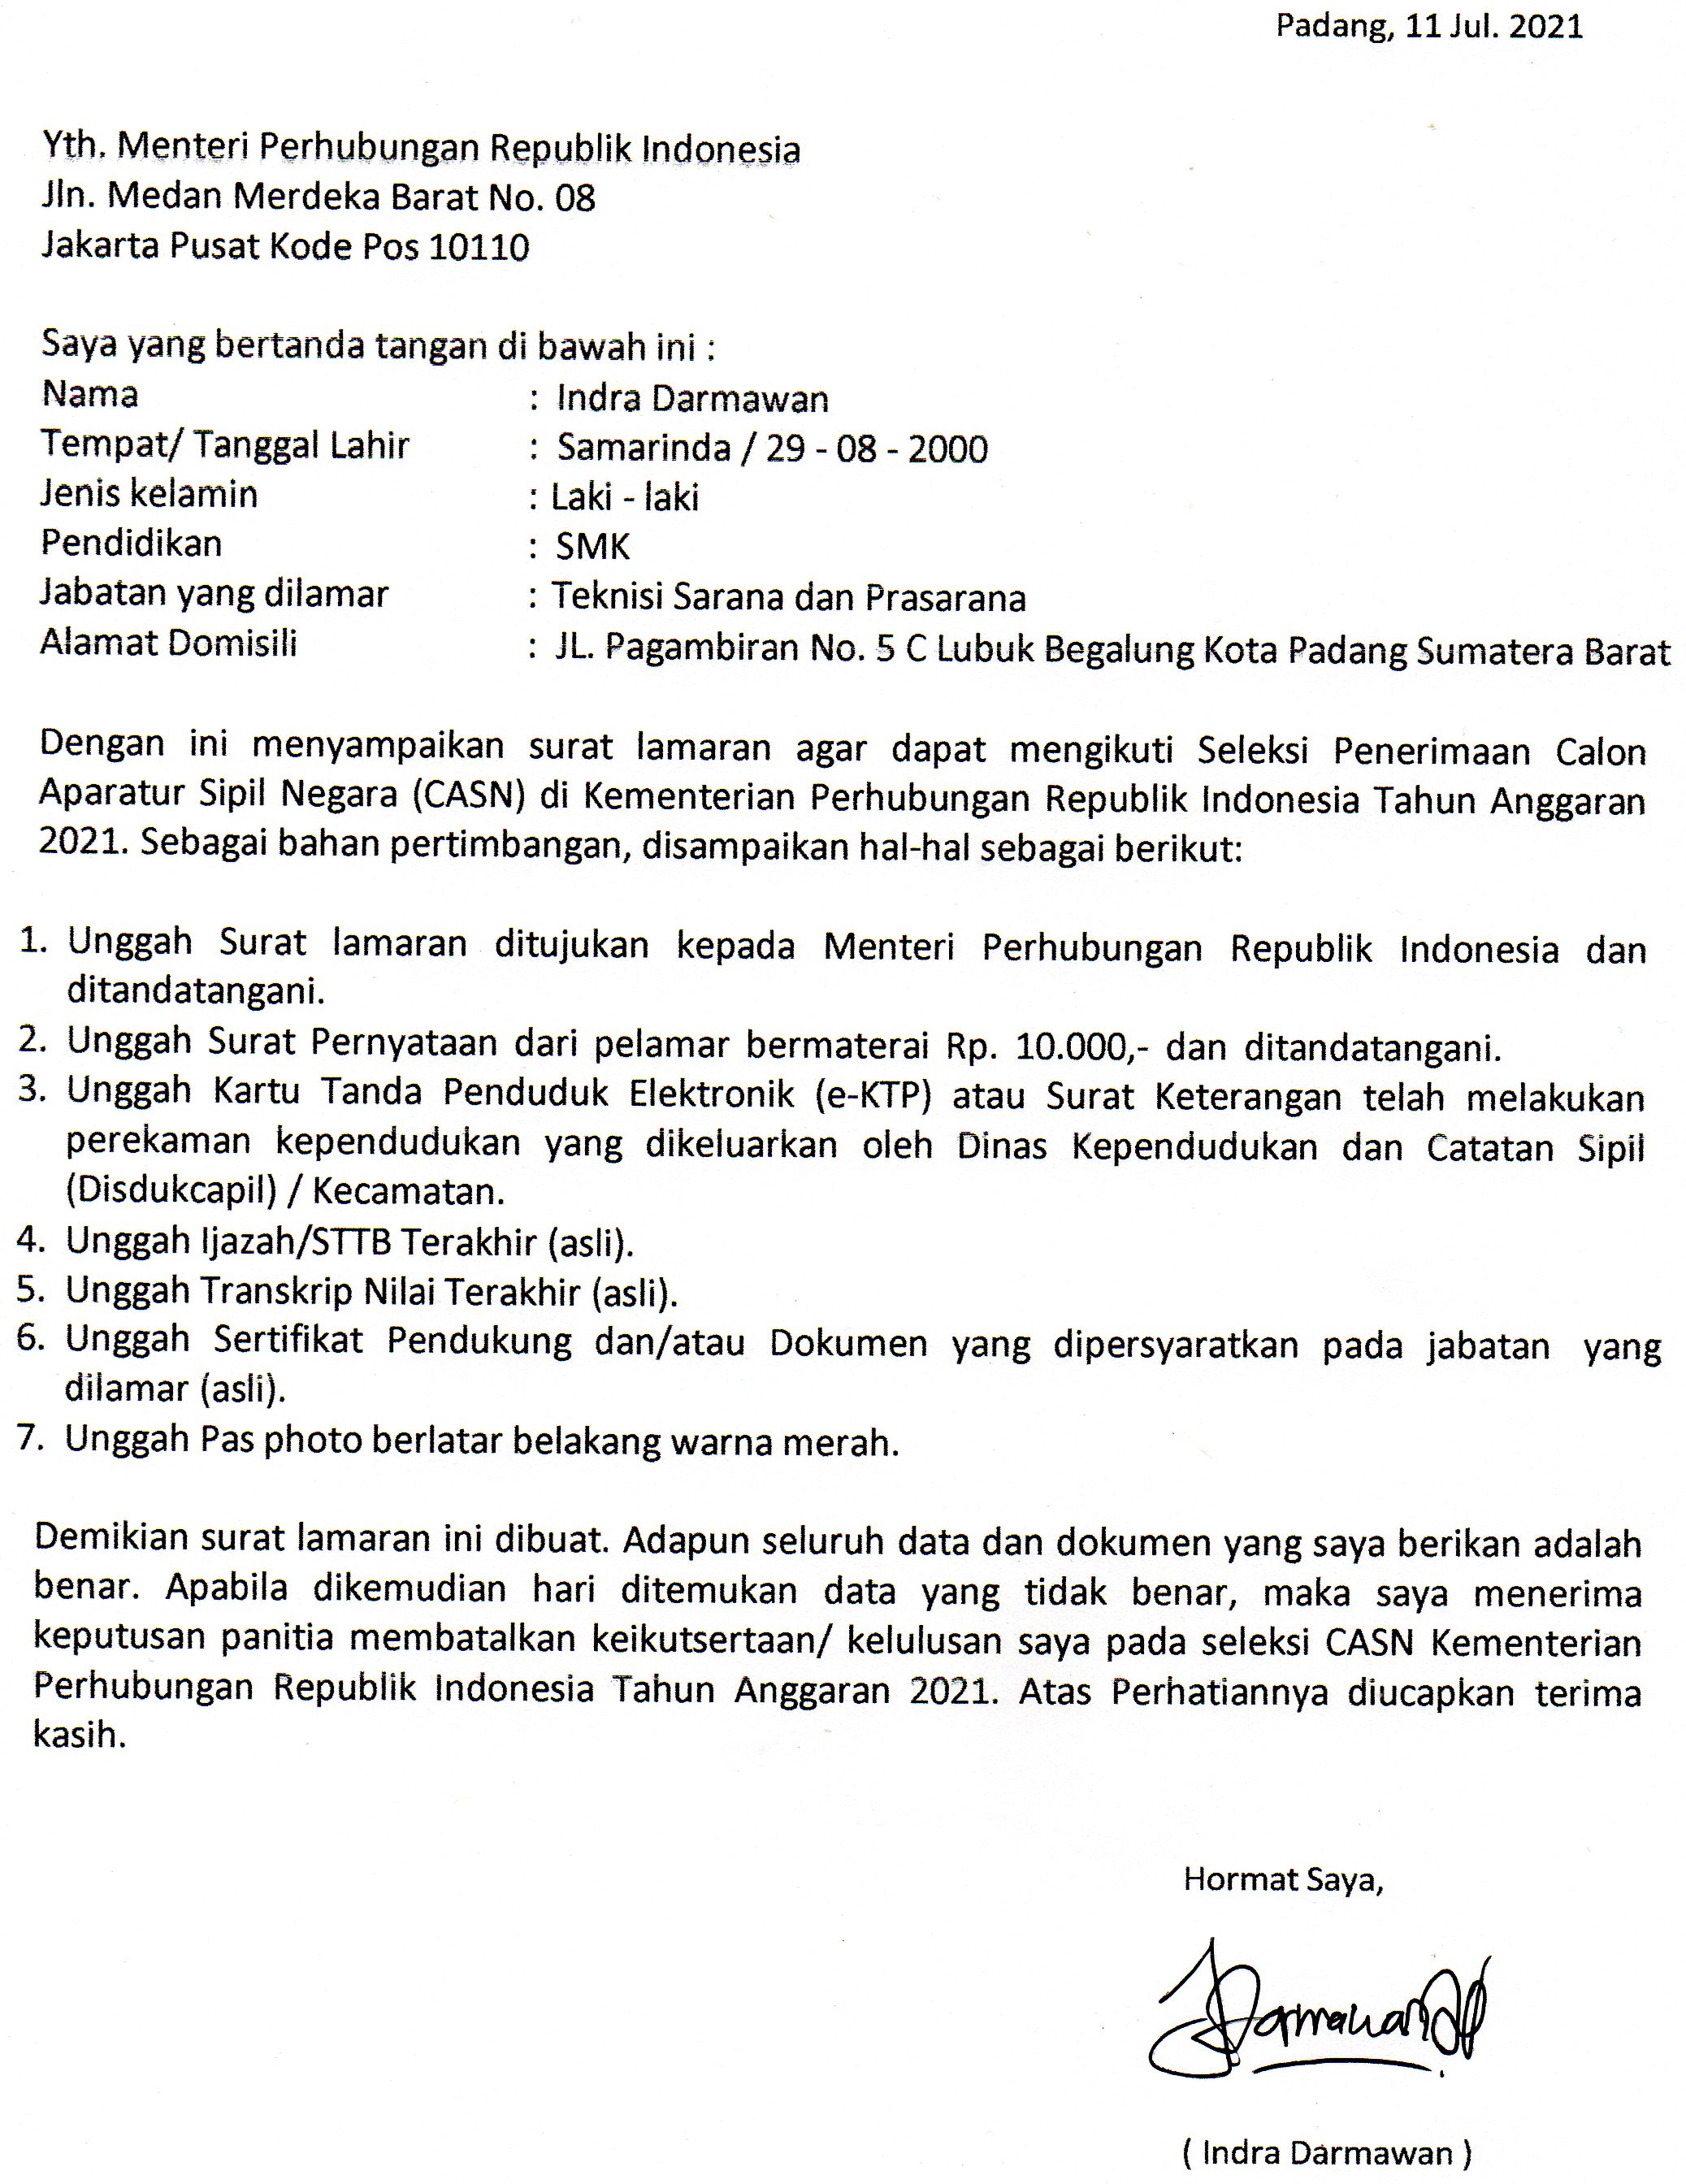 Padang, 11 Jul. 2021
Yth. Menteri Perhubungan Republik Indonesia
Jln. Medan Merdeka Barat No. 08
Jakarta Pusat Kode Pos 10110
Saya yang bertanda tangan di bawah ini :
Nama : Indra Darmawan
Tempat/ Tanggal Lahir : Samarinda / 29 - 08 - 2000
Jenis kelamin : Laki - laki
Pendidikan : SMK
Jabatan yang dilamar : Teknisi Sarana dan Prasarana
Alamat Domisili : JL. Pagambiran No. 5 C Lubuk Begalung Kota Padang Sumatera Barat
Dengan ini menyampaikan surat lamaran agar dapat mengikuti Seleksi Penerimaan Calon
Aparatur Sipil Negara (CASN) di Kementerian Perhubungan Republik Indonesia Tahun Anggaran
2021. Sebagai bahan pertimbangan, disampaikan hal-hal sebagai berikut:
1. Unggah Surat lamaran ditujukan kepada Menteri Perhubungan Republik Indonesia dan
ditandatangani.
2. Unggah Surat Pernyataan dari pelamar bermaterai Rp. 10.000,- dan ditandatangani.
3. Unggah Kartu Tanda Penduduk Elektronik (e-KTP) atau Surat Keterangan telah melakukan
perekaman kependudukan yang dikeluarkan oleh Dinas Kependudukan dan Catatan Sipil
(Disdukcapil) / Kecamatan.
4. Unggah Ijazah/STTB Terakhir (asli).
5. Unggah Transkrip Nilai Terakhir (asli).
6. Unggah Sertifikat Pendukung dan/atau Dokumen yang dipersyaratkan pada jabatan yang
dilamar (asli).
7. Unggah Pas photo berlatar belakang warna merah.
Demikian surat lamaran ini dibuat. Adapun seluruh data dan dokumen yang saya berikan adalah
benar. Apabila dikemudian hari ditemukan data yang tidak benar, maka saya menerima
keputusan panitia membatalkan keikutsertaan/ kelulusan saya pada seleksi CASN Kementerian
Perhubungan Republik Indonesia Tahun Anggaran 2021. Atas Perhatiannya diucapkan terima
kasih.
Hormat Saya,
( Indra Darmawan )